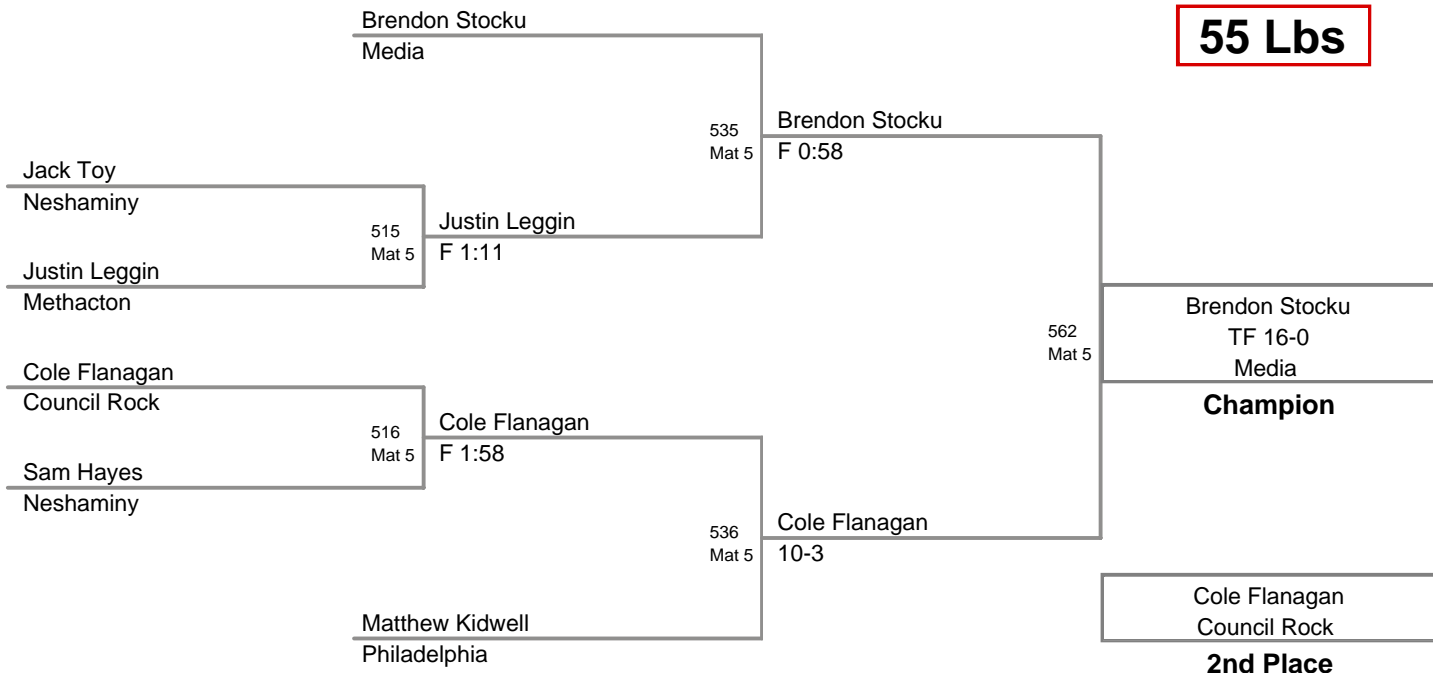 Brendon Stocku
Media
55 Lbs
535
Mat 5
Brendon Stocku
F 0:58
Jack Toy
Neshaminy
515
Mat 5
Justin Leggin
F 1:11
Justin Leggin
Methacton
562
Mat 5
Brendon Stocku
TF 16-0
Media
Champion
Cole Flanagan
Council Rock
516
Mat 5
Cole Flanagan
F 1:58
Sam Hayes
Neshaminy
536
Mat 5
Cole Flanagan
10-3
Matthew Kidwell
Philadelphia
Cole Flanagan
Council Rock
2nd Place